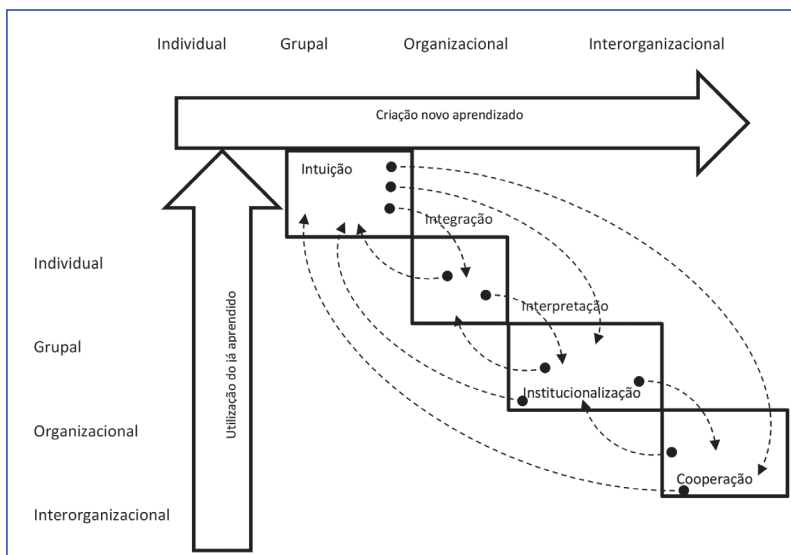 Individual Grupal Organizacional Interorganizacional
Criação novo aprendizado
Intuição
Integração
Individual
Interpretação
Grupal
Institucionalização
Organizacional
Cooperação
Interorganizacional
Utilização do já aprendido